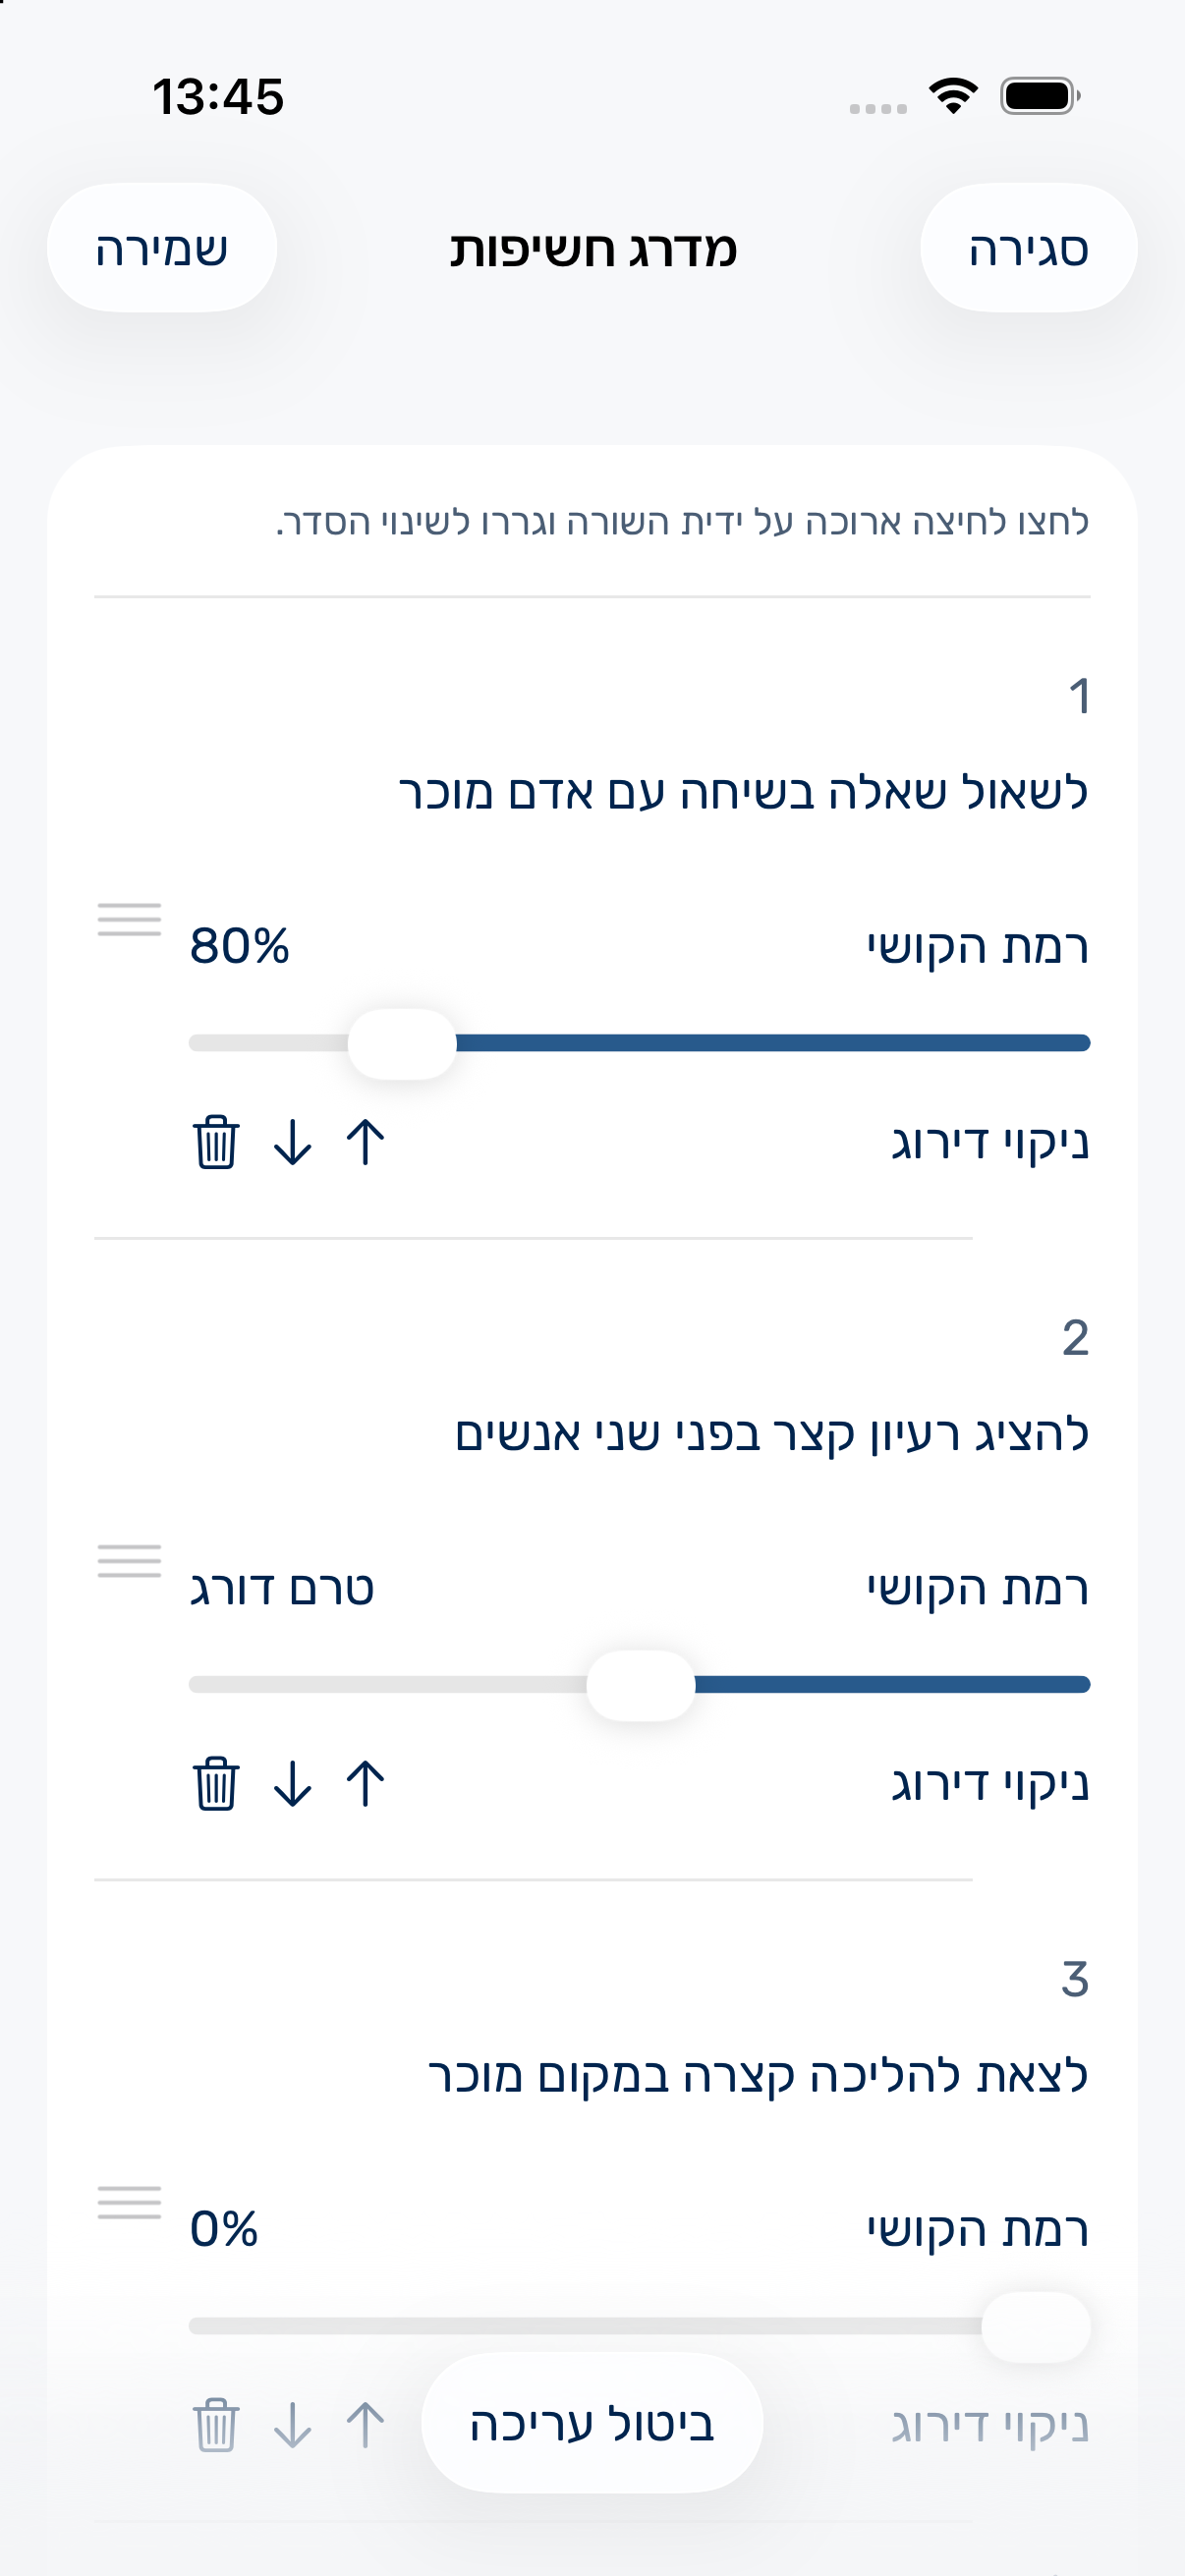 13:45
סגירה
מדרג חשיפות
שמירה
לחצו לחיצה ארוכה על ידית השורה וגררו לשינוי הסדר.
1
לשאול שאלה בשיחה עם אדם מוכר
רמת הקושי 80%
ניקוי דירוג
2
להציג רעיון קצר בפני שני אנשים
רמת הקושי טרם דורג
ניקוי דירוג
3
לצאת להליכה קצרה במקום מוכר
רמת הקושי 0%
ניקוי דירוג
ביטול עריכה